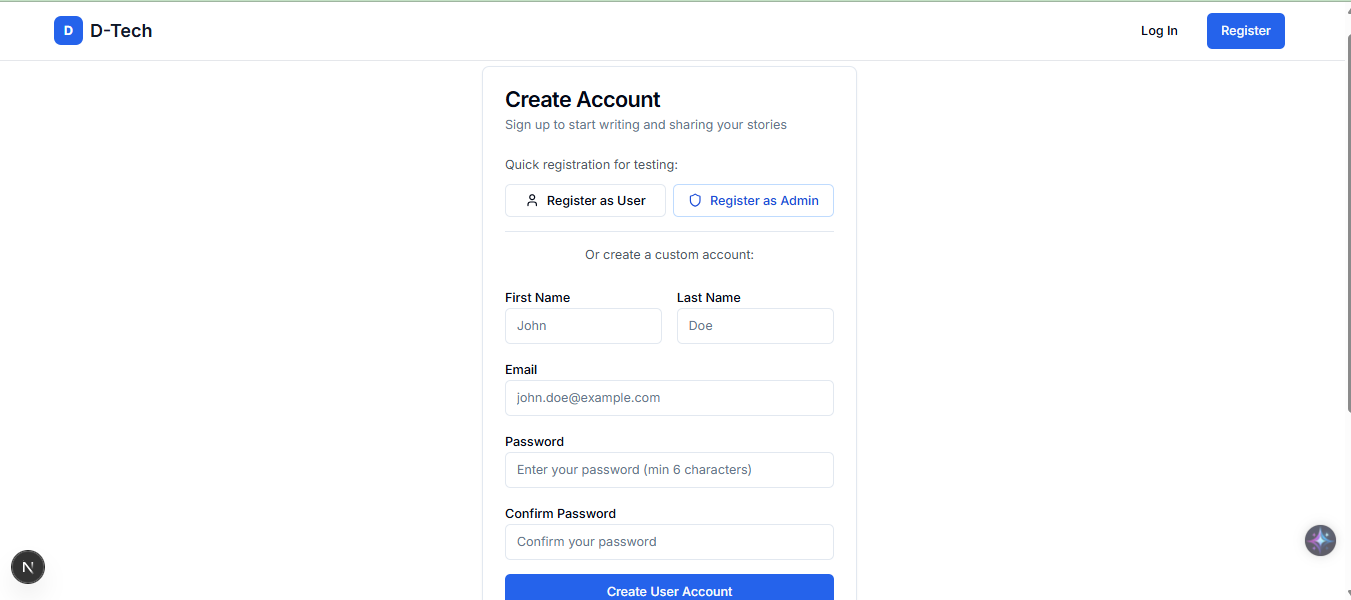 D D-Tech Log In Register
Create Account
Sign up to start writing and sharing your stories
Quick registration for testing:
Register as User Register as Admin
Or create a custom account:
First Name Last Name
John Doe
Email
john.doe@example.com
Password
Enter your password (min 6 characters)
Confirm Password
Confirm your password
N
Create User Account